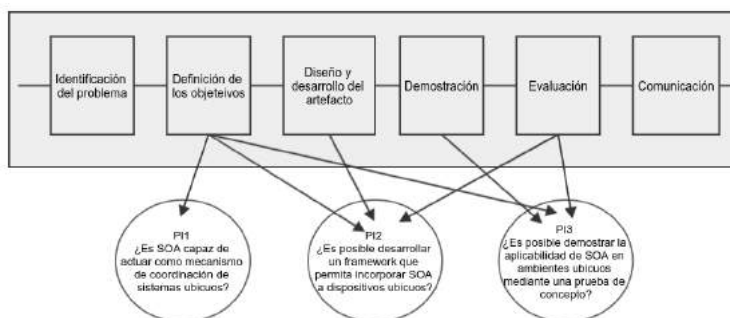 Identificación
del problema
Definición de
los objeteivos
Diseño y
desarrollo del
artefacto
Demostración
Evaluación
Comunicación
PI1
¿Es SOA capaz de
actuar como mecanismo
de coordinación de
sistemas ubicuos?
PI2
¿Es posible desarrollar
un framework que
permita incorporar SOA
a dispositivos ubicuos?
PI3
¿Es posible demostrar la
aplicabilidad de SOA en
ambientes ubicuos
mediante una prueba de
concepto?